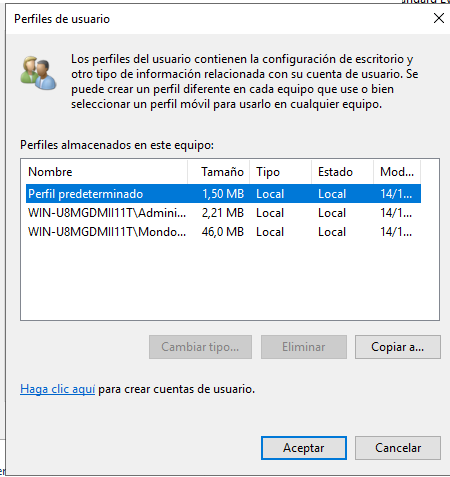 Perfiles de usuario
Los perfiles del usuario contienen la configuración de escritorio y
otro tipo de información relacionada con su cuenta de usuario. Se
puede crear un perfil diferente en cada equipo que use o bien
seleccionar un perfil móvil para usarlo en cualquier equipo.
Perfiles almacenados en este equipo:
Nombre Tamaño Tipo Estado Mod...
Perfil predeterminado 1,50 MB Local Local 14/1...
WIN-U8MGDMII11T\Admini... 2,21 MB Local Local 14/1...
WIN-U8MGDMII11T\Mondo... 46,0 MB Local Local 14/1...
Cambiar tipo... Eliminar Copiar a...
Haga clic aquí para crear cuentas de usuario.
Aceptar Cancelar